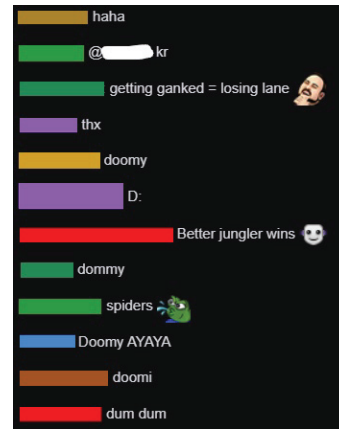 haha
@ kr
getting ganked = losing lane
thx
doomy
D:
Better jungler wins
dommy
spiders
Doomy AYAYA
doomi
dum dum